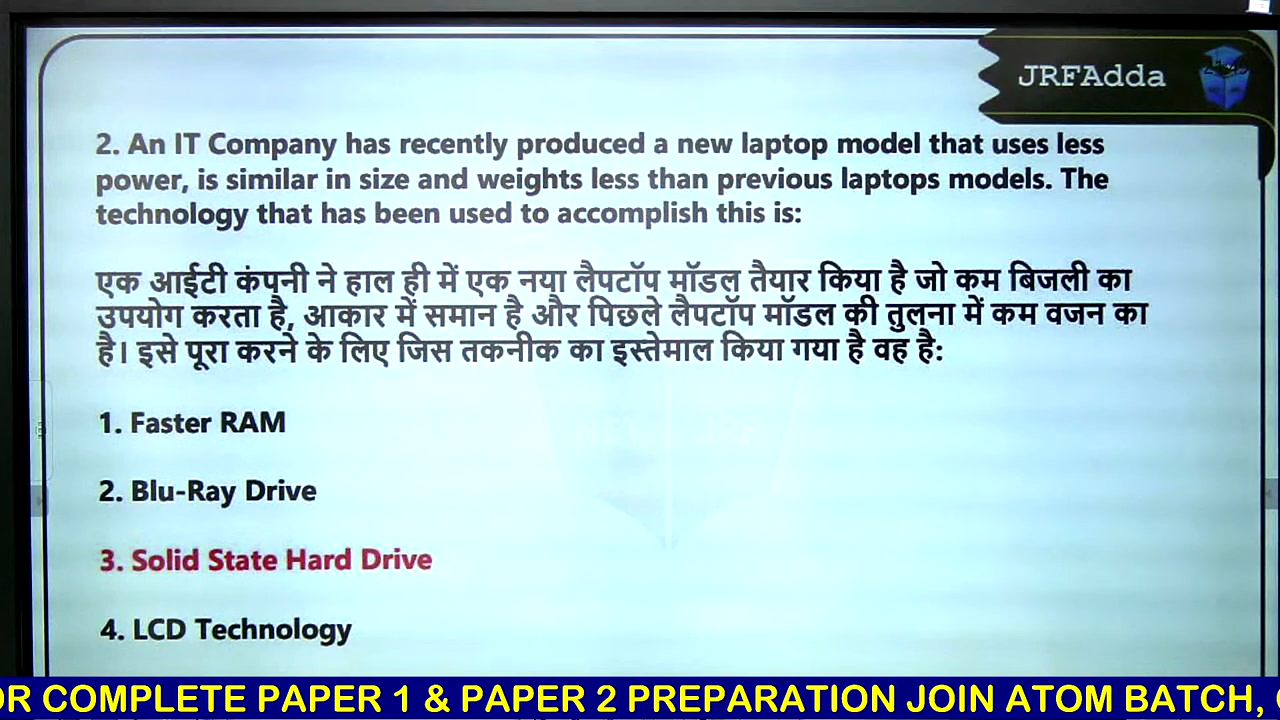 JRFAdda
2. An IT Company has recently produced a new laptop model that uses less
power, is similar in size and weights less than previous laptops models. The
technology that has been used to accomplish this is:
एक आईटी कंपनी ने हाल ही में एक नया लैपटॉप मॉडल तैयार किया है जो कम बिजली का
उपयोग करता है, आकार में समान है और पिछले लैपटॉप मॉडल की तुलना में कम वजन का
है। इसे पूरा करने के लिए जिस तकनीक का इस्तेमाल किया गया है वह है:
1. Faster RAM
2. Blu-Ray Drive
3. Solid State Hard Drive
4. LCD Technology
OR COMPLETE PAPER 1 & PAPER 2 PREPARATION JOIN ATOM BATCH,